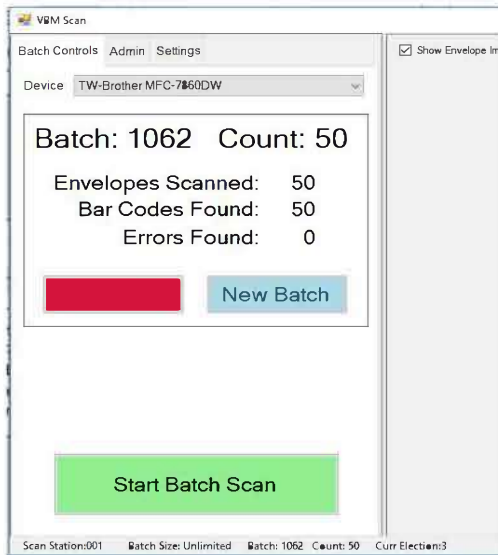 VBM Scan
Batch Controls Admin Settings
Show Envelope Im
Device TW-Brother MFC-7860DW
Batch: 1062 Count: 50
Envelopes Scanned: 50
Bar Codes Found: 50
Errors Found: 0
New Batch
Start Batch Scan
Scan Station:001 Batch Size: Unlimited Batch: 1062 Count: 50 Curr Election:3